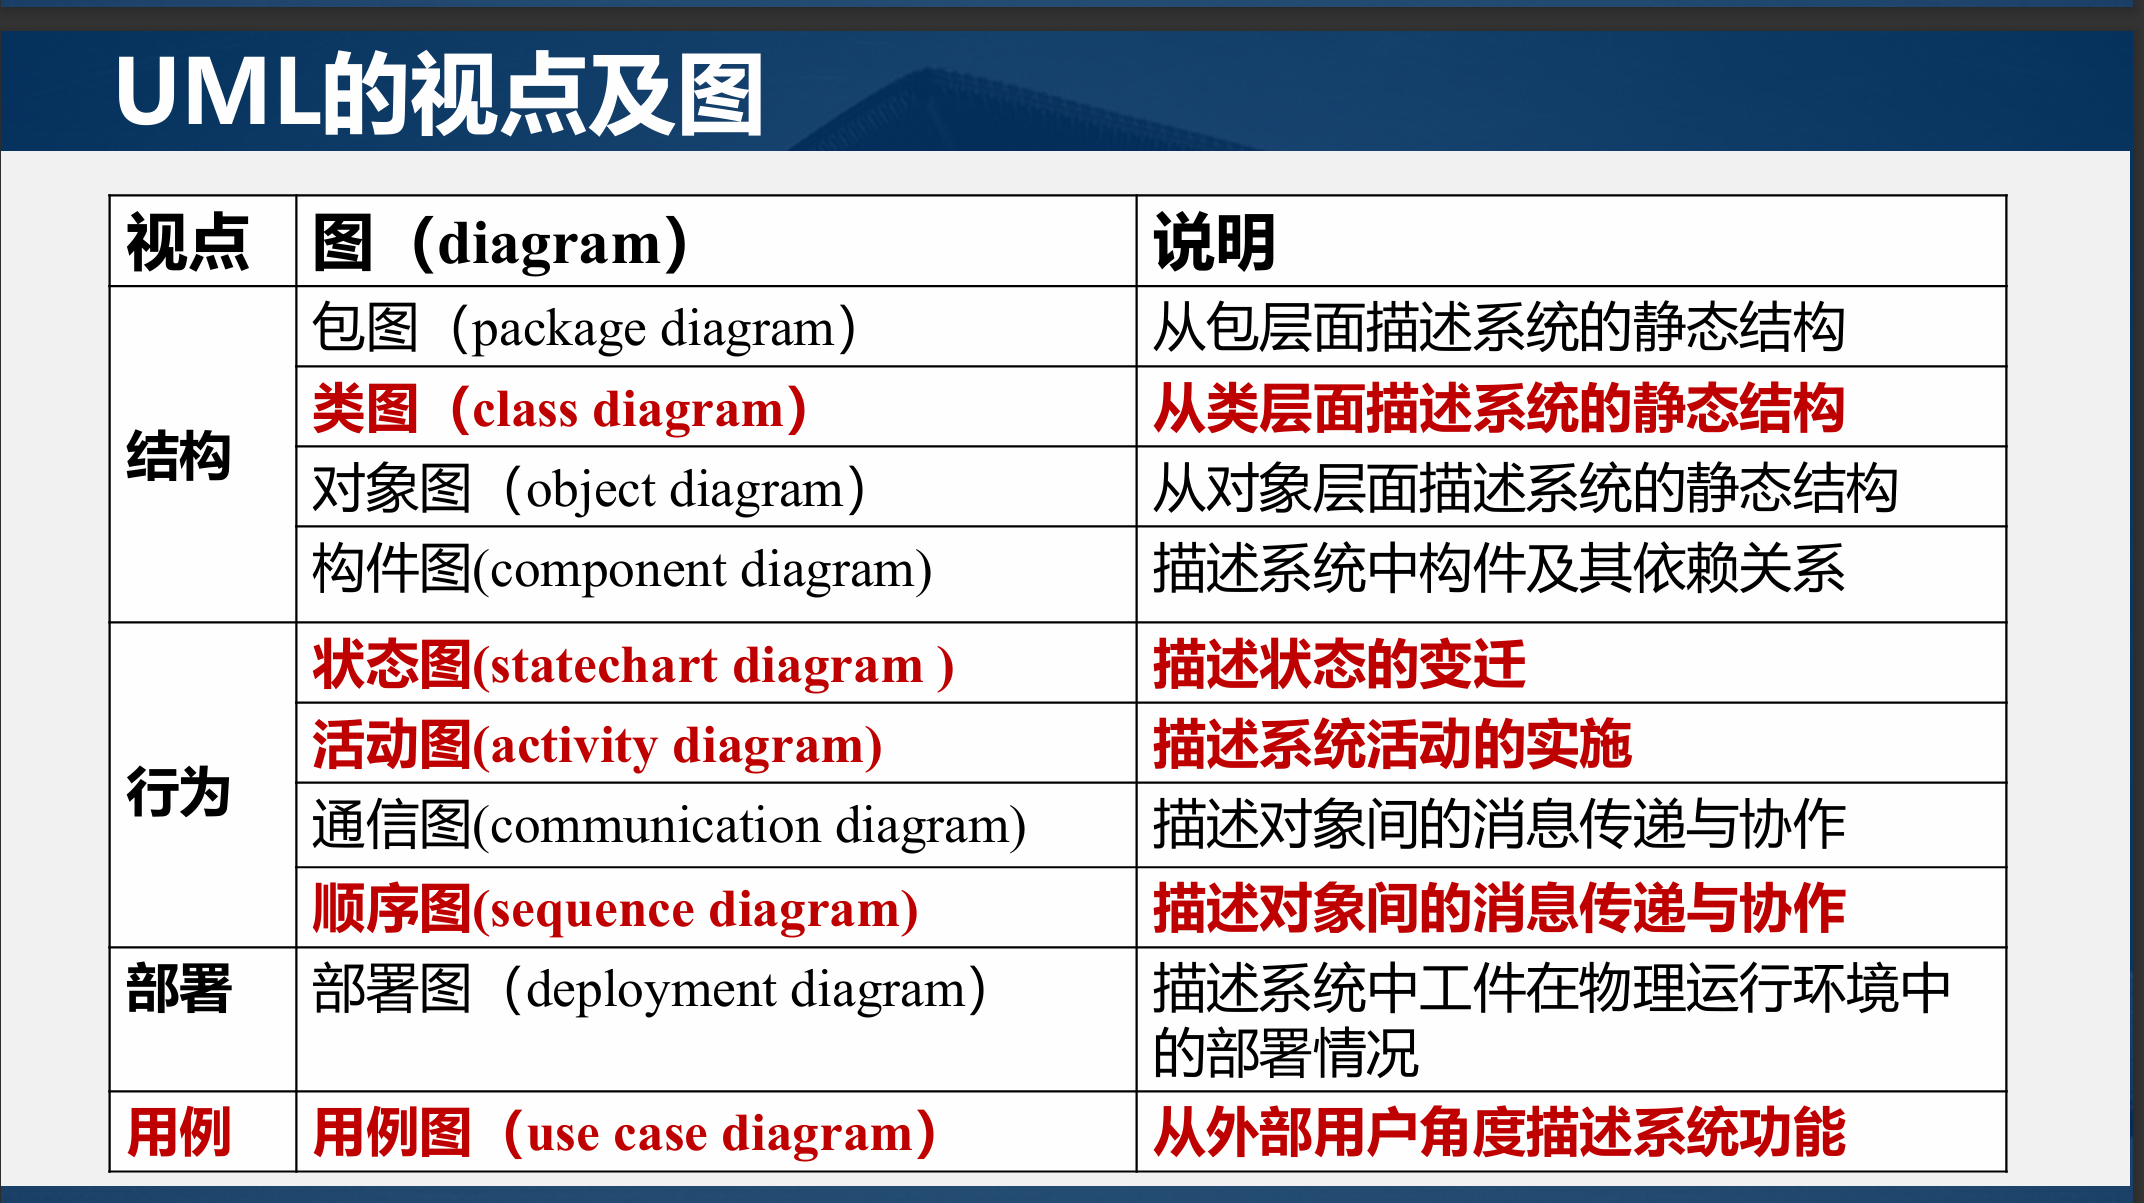 UML的视点及图
视点 图（diagram） 说明
结构
包图（package diagram） 从包层面描述系统的静态结构
类图（class diagram） 从类层面描述系统的静态结构
对象图（object diagram） 从对象层面描述系统的静态结构
构件图(component diagram) 描述系统中构件及其依赖关系
行为
状态图(statechart diagram ) 描述状态的变迁
活动图(activity diagram) 描述系统活动的实施
通信图(communication diagram) 描述对象间的消息传递与协作
顺序图(sequence diagram) 描述对象间的消息传递与协作
部署 部署图（deployment diagram） 描述系统中工件在物理运行环境中
的部署情况
用例 用例图（use case diagram） 从外部用户角度描述系统功能